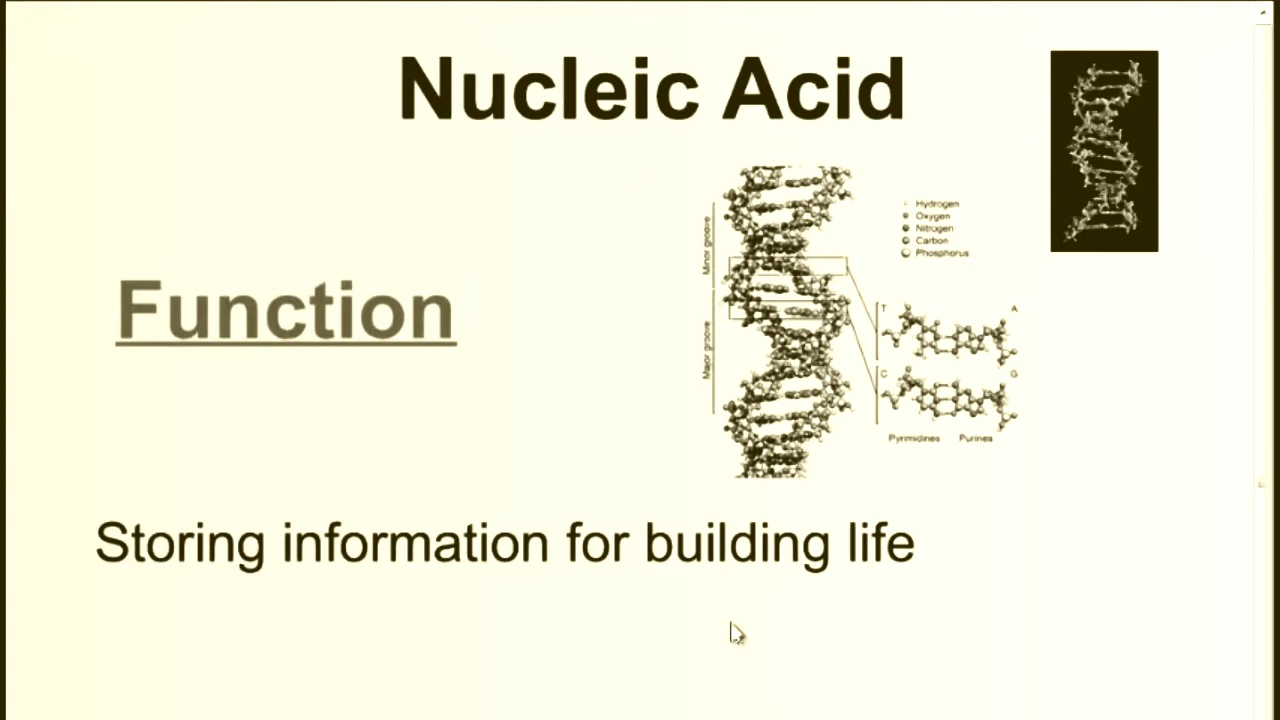 Nucleic Acid
Hydrogen
Oxygen
Nitrogen
Carbon
Phosphorus
Minor groove
Major groove
T A
C G
Pyrimidines Purines
Function
Storing information for building life